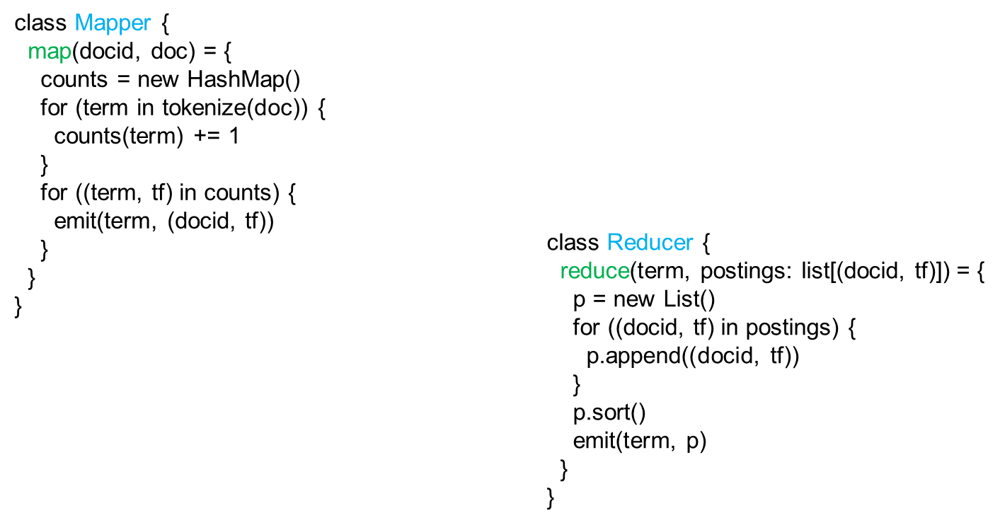 class Mapper {
map(docid, doc) = {
counts = new HashMap()
for (term in tokenize(doc)) {
counts(term) += 1
}
for ((term, tf) in counts) {
emit(term, (docid, tf))
}
}
}
class Reducer {
reduce(term, postings: list[(docid, tf)]) = {
p = new List()
for ((docid, tf) in postings) {
p.append((docid, tf))
}
p.sort()
emit(term, p)
}
}